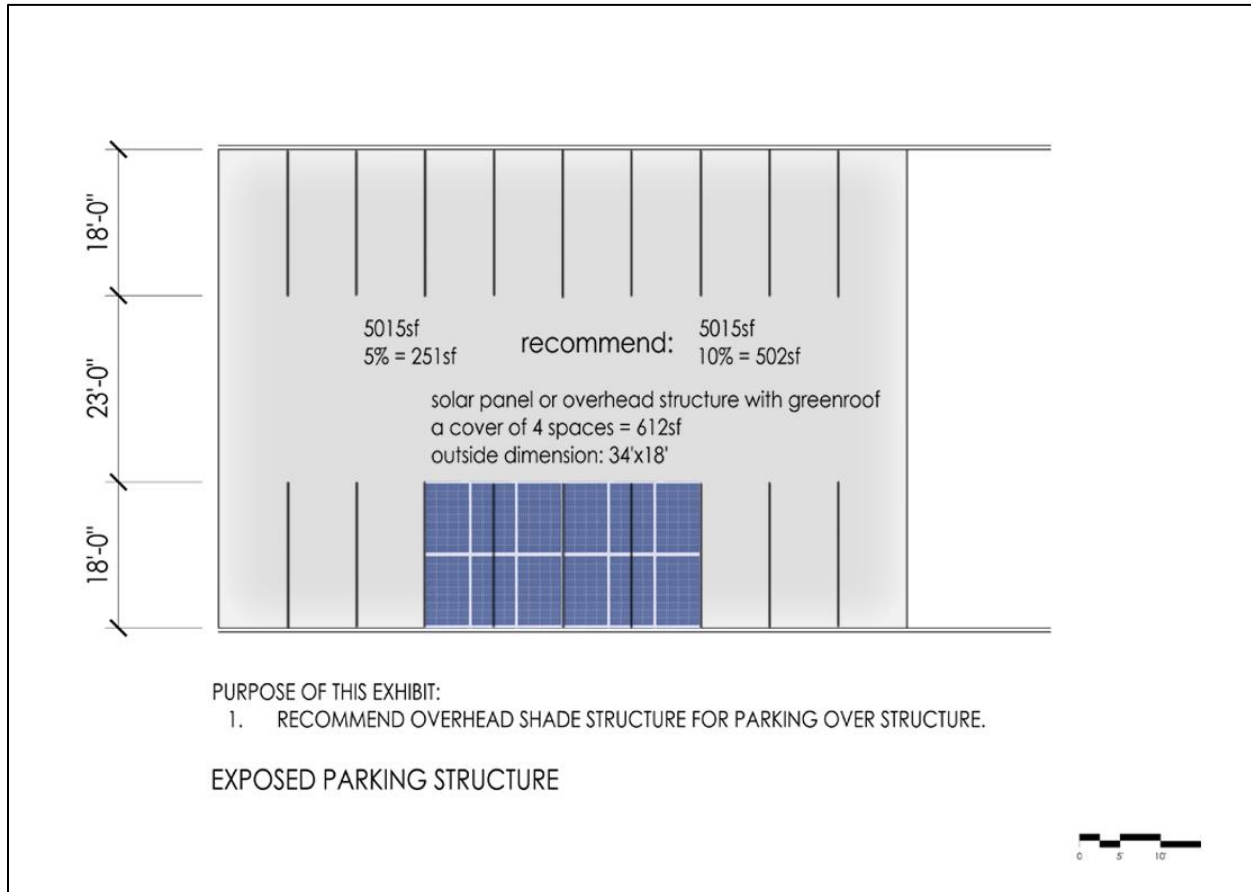 18'-0"
23'-0"
18'-0"
5015sf
5% = 251sf
recommend:
5015sf
10% = 502sf
solar panel or overhead structure with greenroof
a cover of 4 spaces = 612sf
outside dimension: 34'x18'
PURPOSE OF THIS EXHIBIT:
1. RECOMMEND OVERHEAD SHADE STRUCTURE FOR PARKING OVER STRUCTURE.
EXPOSED PARKING STRUCTURE
0 5' 10'